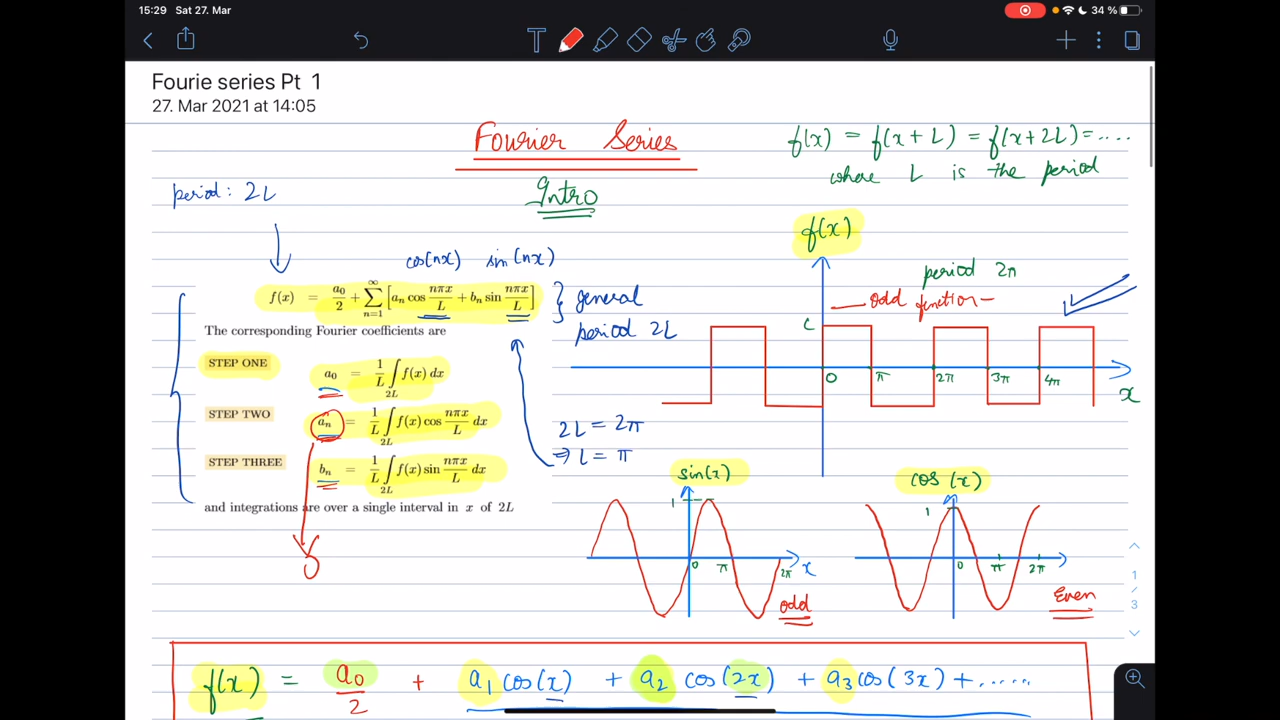 15:29 Sat 27. Mar 34 %
Fourie series Pt 1
27. Mar 2021 at 14:05
Fourier Series
f(x) = f(x+L) = f(x+2L) = ....
where L is the period
period: 2L
Intro
f(x)
cos(nx) sin(nx)
period 2π
odd function
f(x) = a₀/2 + ∑_{n=1}^{∞} [aₙ cos nπx/L + bₙ sin nπx/L] } general
period 2L
The corresponding Fourier coefficients are
C
STEP ONE a₀ = 1/L ∫_{2L} f(x) dx
0 π 2π 3π 4π x
STEP TWO aₙ = 1/L ∫_{2L} f(x) cos nπx/L dx
2L = 2π
⇒ L = π
STEP THREE bₙ = 1/L ∫_{2L} f(x) sin nπx/L dx
sin(x) cos(x)
1 1
and integrations are over a single interval in x of 2L
0
0 π 2π x
0 π 2π
odd Even
1 / 3
f(x) = a₀/2 + a₁ cos(x) + a₂ cos(2x) + a₃ cos(3x) + .....